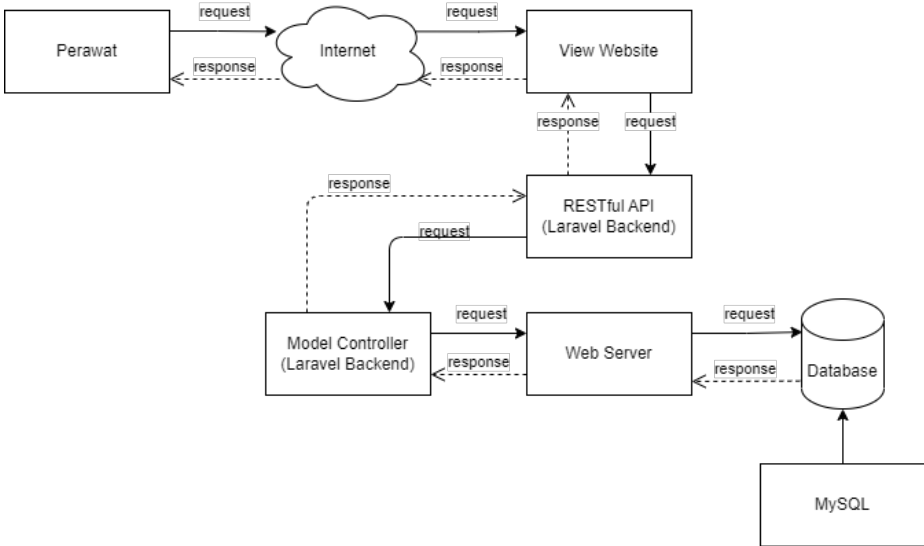 request
request
Perawat
Internet
View Website
response
response
response
request
response
RESTful API
(Laravel Backend)
request
request
request
Model Controller
(Laravel Backend)
Web Server
response
response
Database
MySQL